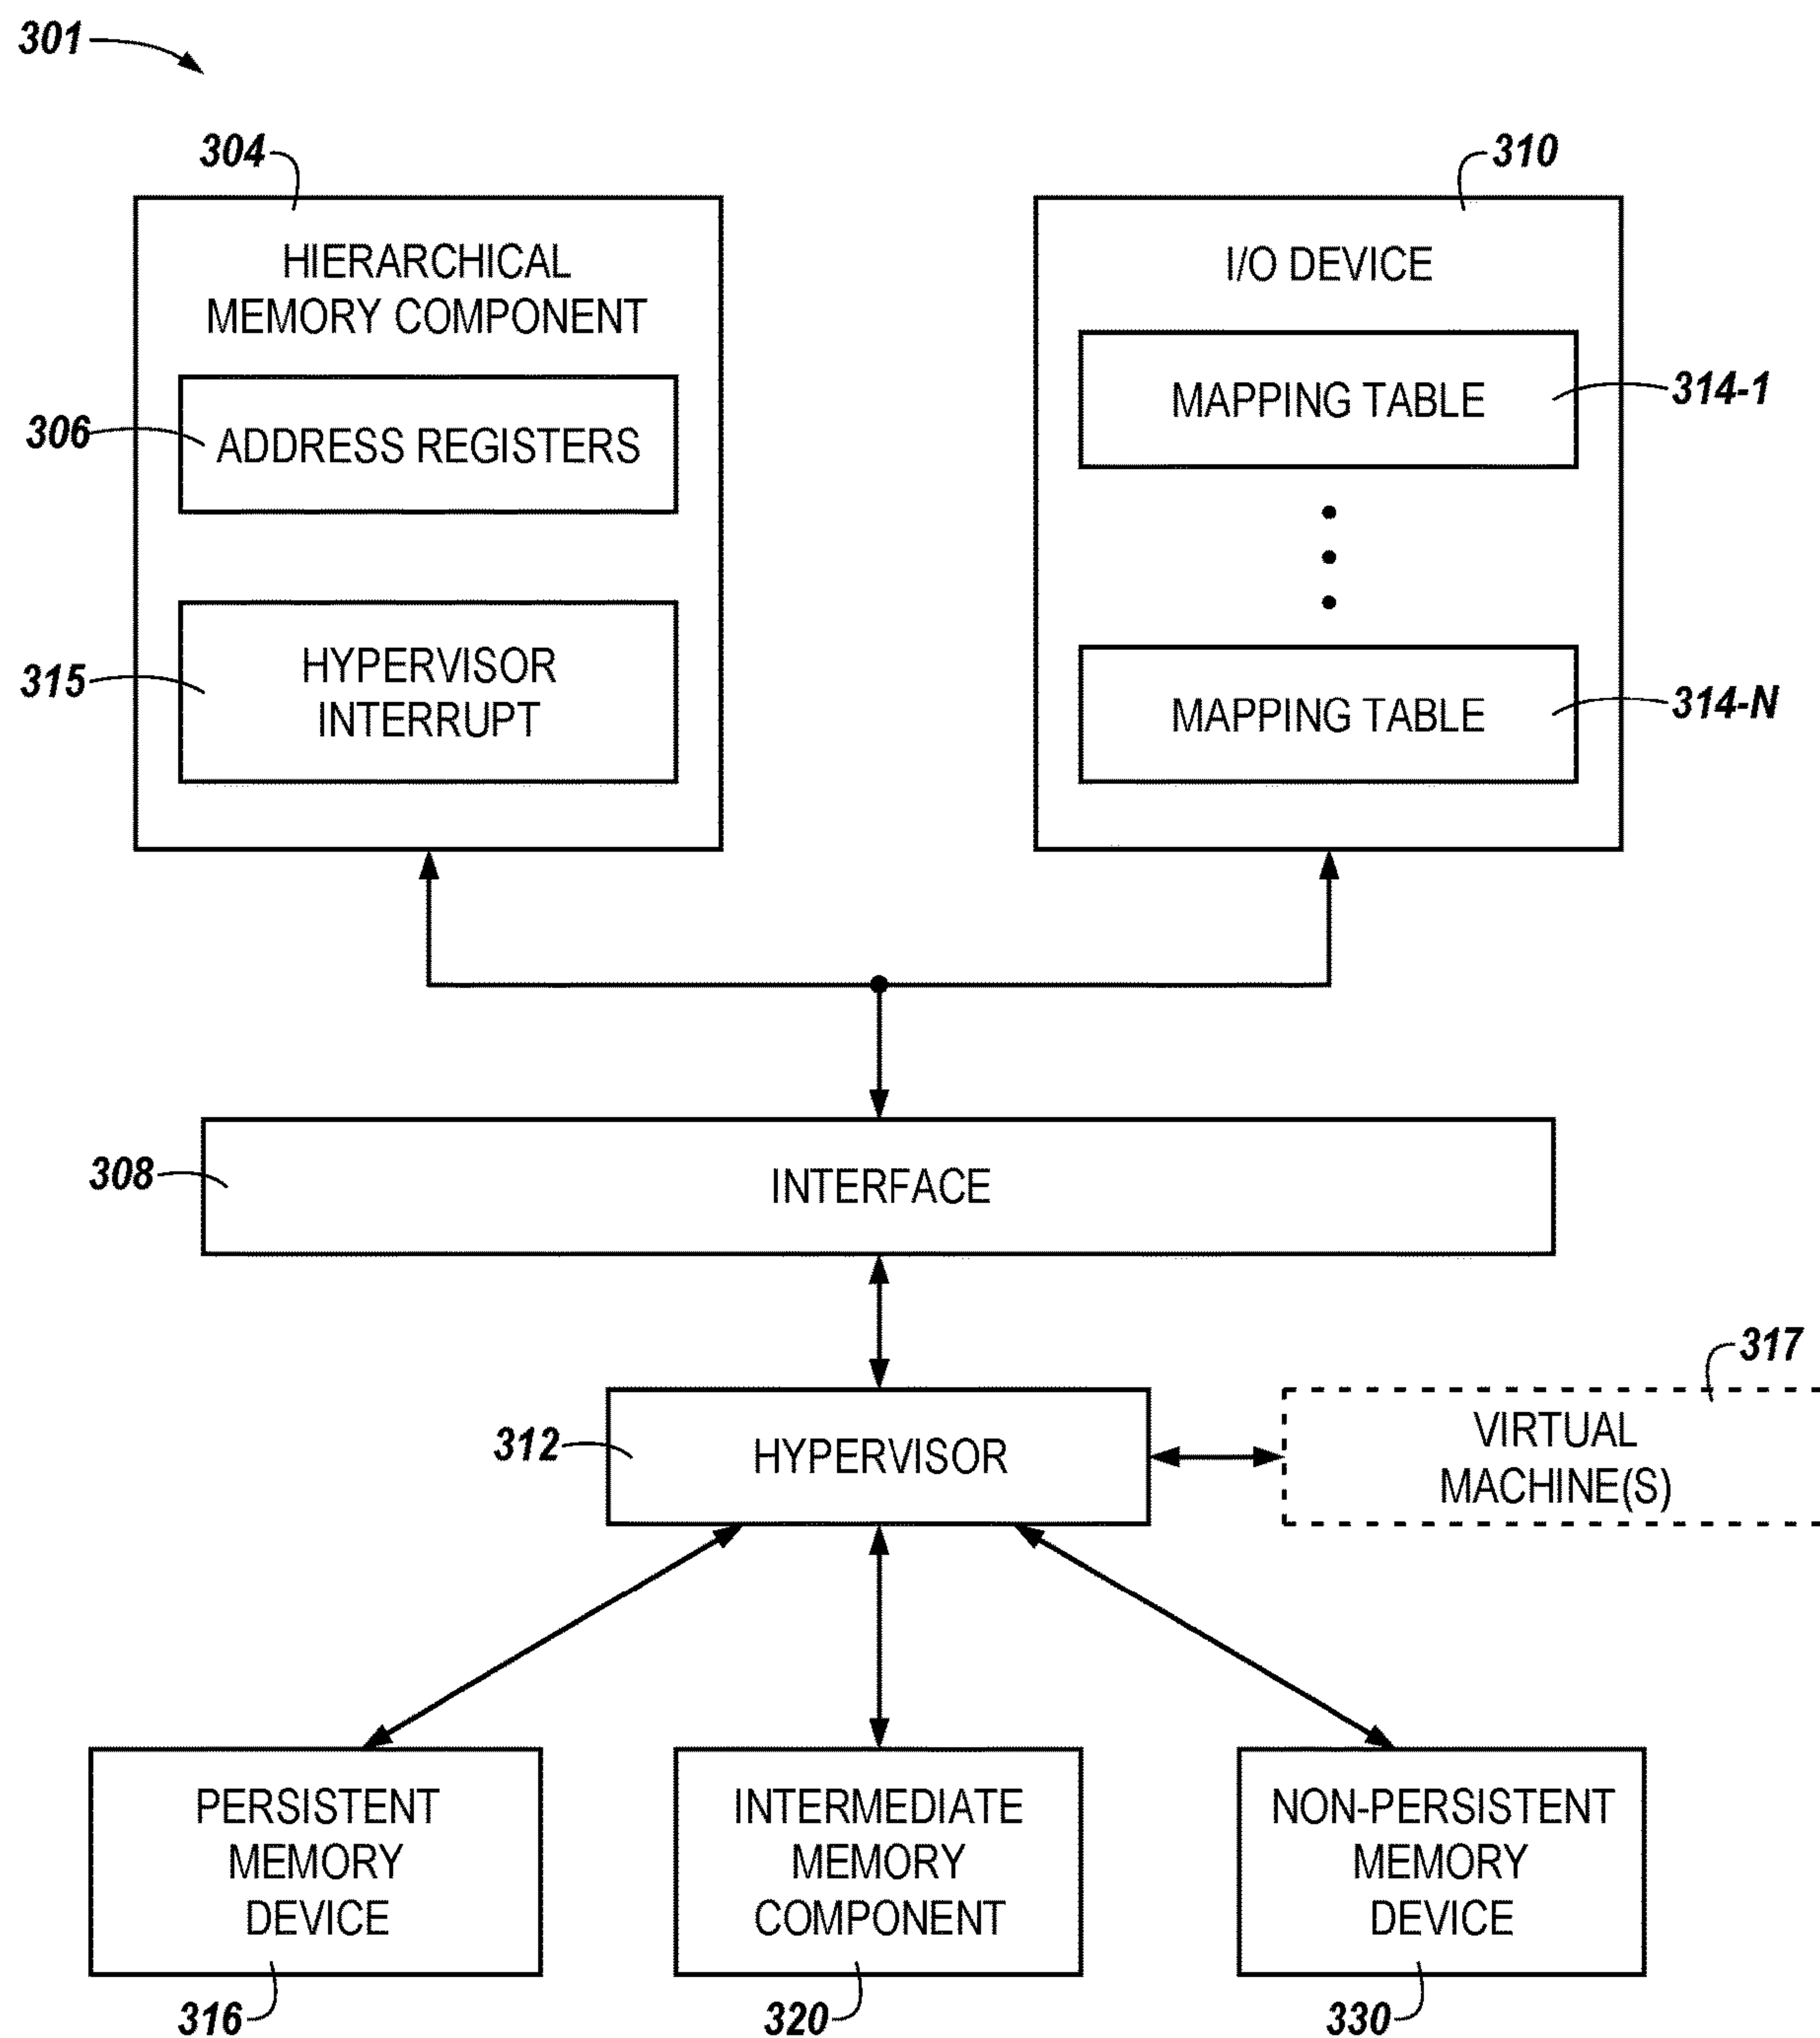 301
304
310
HIERARCHICAL
MEMORY COMPONENT
I/O DEVICE
MAPPING TABLE
314-1
306
ADDRESS REGISTERS
315
HYPERVISOR
INTERRUPT
MAPPING TABLE
314-N
308
INTERFACE
317
312
HYPERVISOR
VIRTUAL
MACHINE(S)
PERSISTENT
MEMORY
DEVICE
INTERMEDIATE
MEMORY
COMPONENT
NON-PERSISTENT
MEMORY
DEVICE
316
320
330